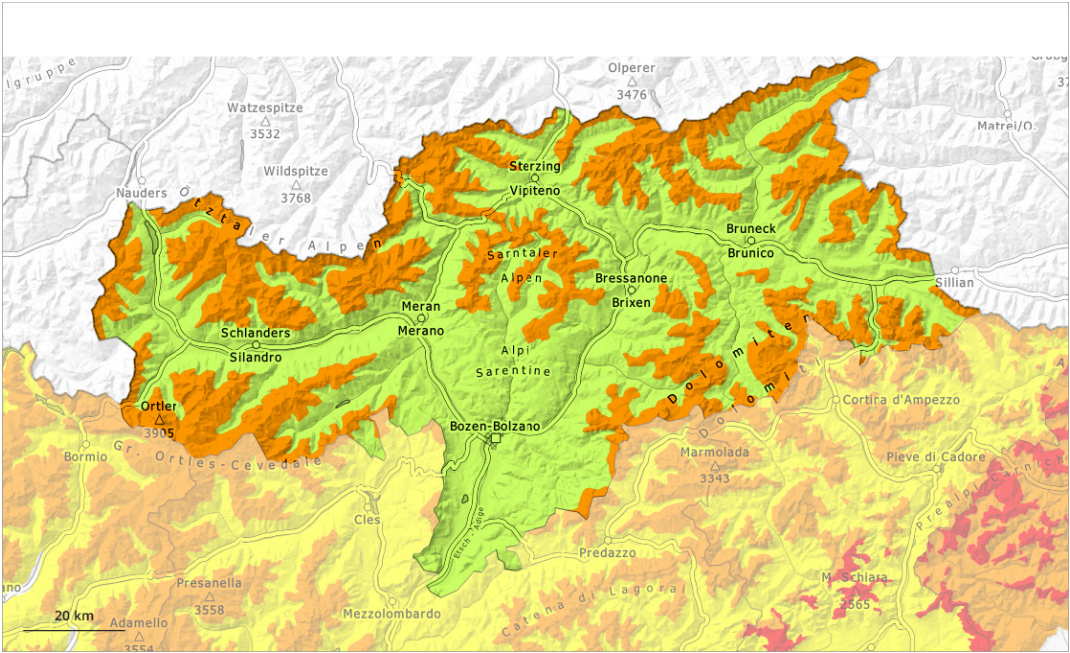 Olperer
3476
Watzespitze
3532
Matrei/O.
Wildspitze
3768
Nauders
Ötztaler Alpen
Sterzing
Vipiteno
Bruneck
Brunico
Sarntaler
Alpen
Bressanone
Brixen
Sillian
Meran
Merano
Schlanders
Silandro
Alpi
Sarentine
Dolomiten
Dolomiti
Ortler
3905
Cortira d'Ampezzo
Bozen-Bolzano
Gr. Ortles-Cevedale
Bormio
Marmolada
3343
Pieve di Cadore
Prealpi Carnich
Cles
Etsch - Adige
Predazzo
Presanella
3558
M. Schiara
2565
Catena di Lagorai
Mezzolombardo
20 km
Adamello
3554